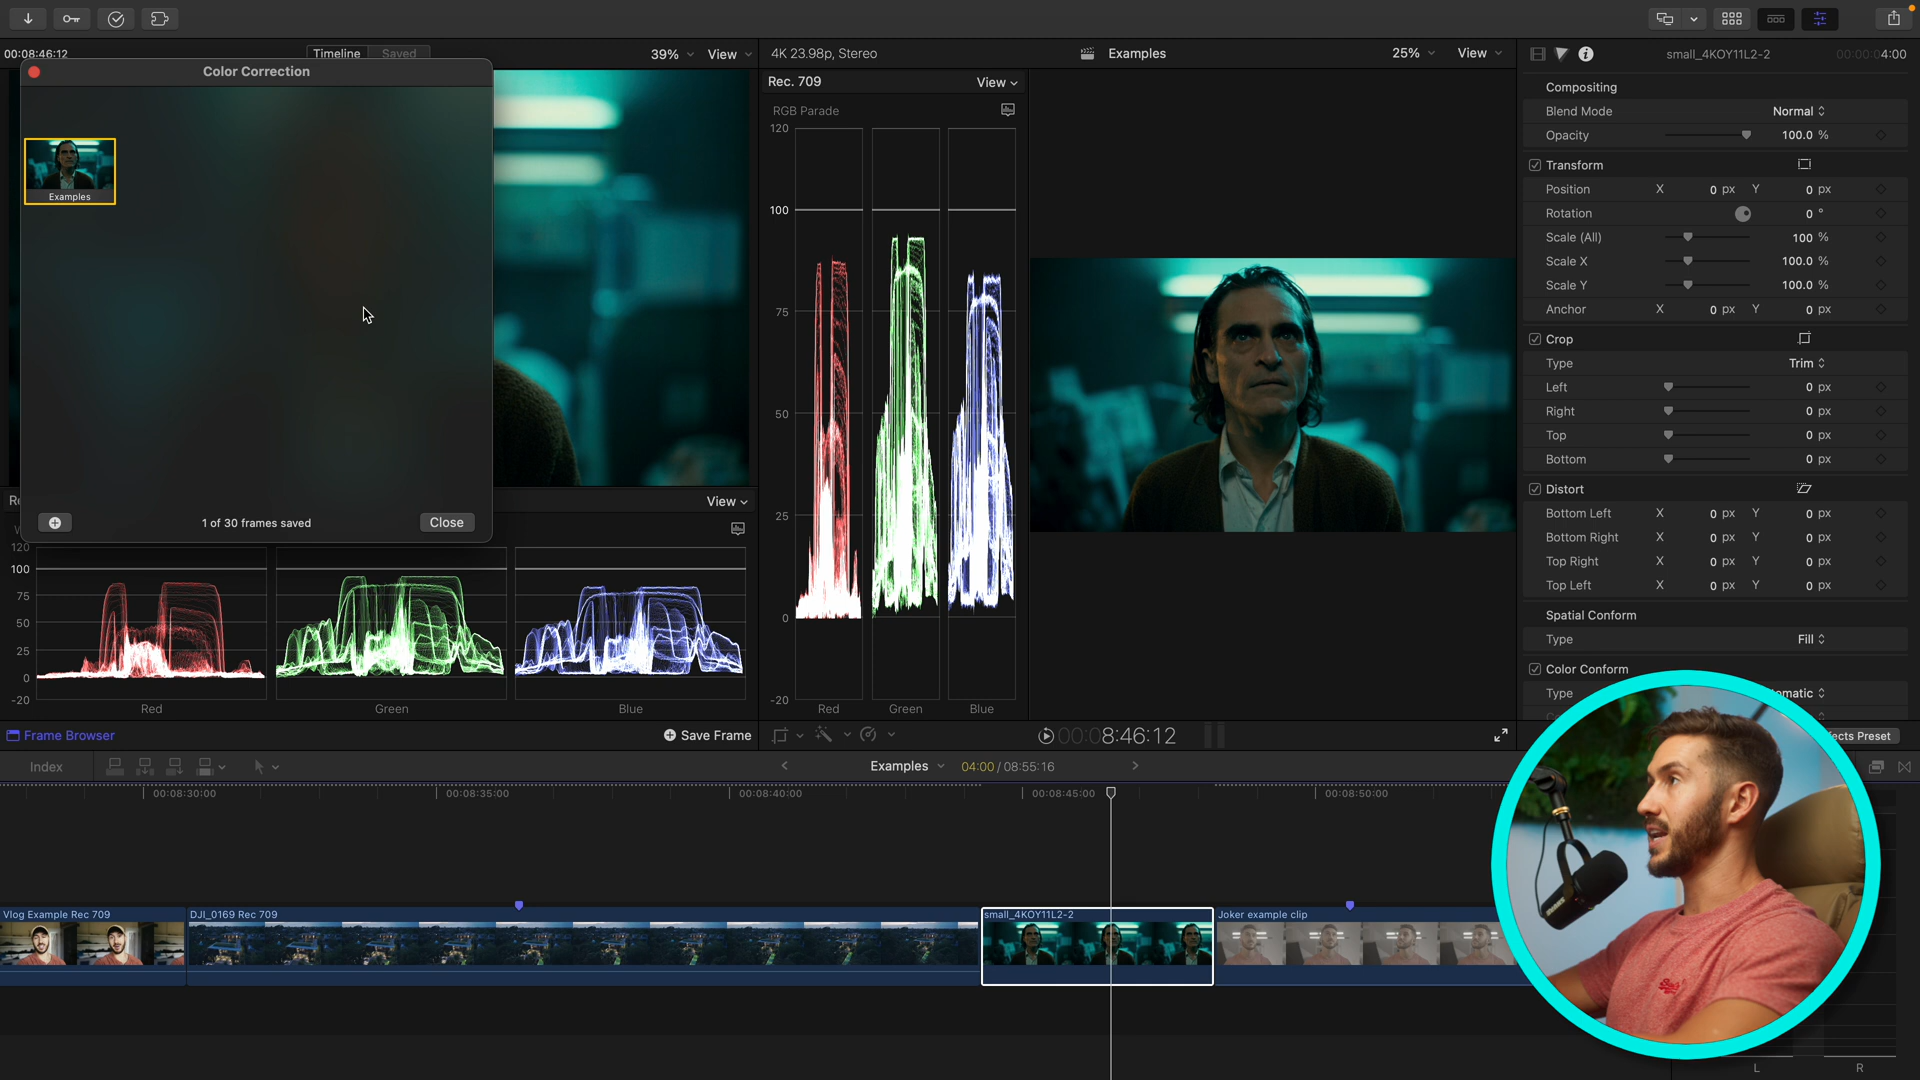 00:08:46:12
Timeline
Saved
39%
View
4K 23.98p, Stereo
Examples
25%
View
small_4KOY11L2-2
00:00:04:00
Color Correction
Examples
1 of 30 frames saved
Close
View
120
100
75
50
25
0
-20
Red
Green
Blue
Rec. 709
View
RGB Parade
120
100
75
50
25
0
-20
Red
Green
Blue
Compositing
Blend Mode
Normal
Opacity
100.0 %
Transform
Position X 0 px Y 0 px
Rotation 0 °
Scale (All) 100 %
Scale X 100.0 %
Scale Y 100.0 %
Anchor X 0 px Y 0 px
Crop
Type Trim
Left 0 px
Right 0 px
Top 0 px
Bottom 0 px
Distort
Bottom Left X 0 px Y 0 px
Bottom Right X 0 px Y 0 px
Top Right X 0 px Y 0 px
Top Left X 0 px Y 0 px
Spatial Conform
Type Fill
Color Conform
Type omatic
ects Preset
Frame Browser
Save Frame
00:08:46:12
Index
Examples
04:00 / 08:55:16
00:08:30:00
00:08:35:00
00:08:40:00
00:08:45:00
00:08:50:00
Vlog Example Rec 709
DJI_0169 Rec 709
small_4KOY11L2-2
Joker example clip
L
R